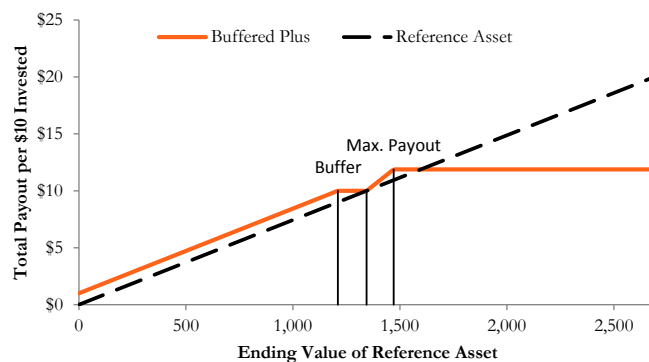 $25
Buffered Plus
Reference Asset
$20
$15
Max. Payout
Buffer
$10
$5
$0
0
500
1,000
1,500
2,000
2,500
Total Payout per $10 Invested
Ending Value of Reference Asset